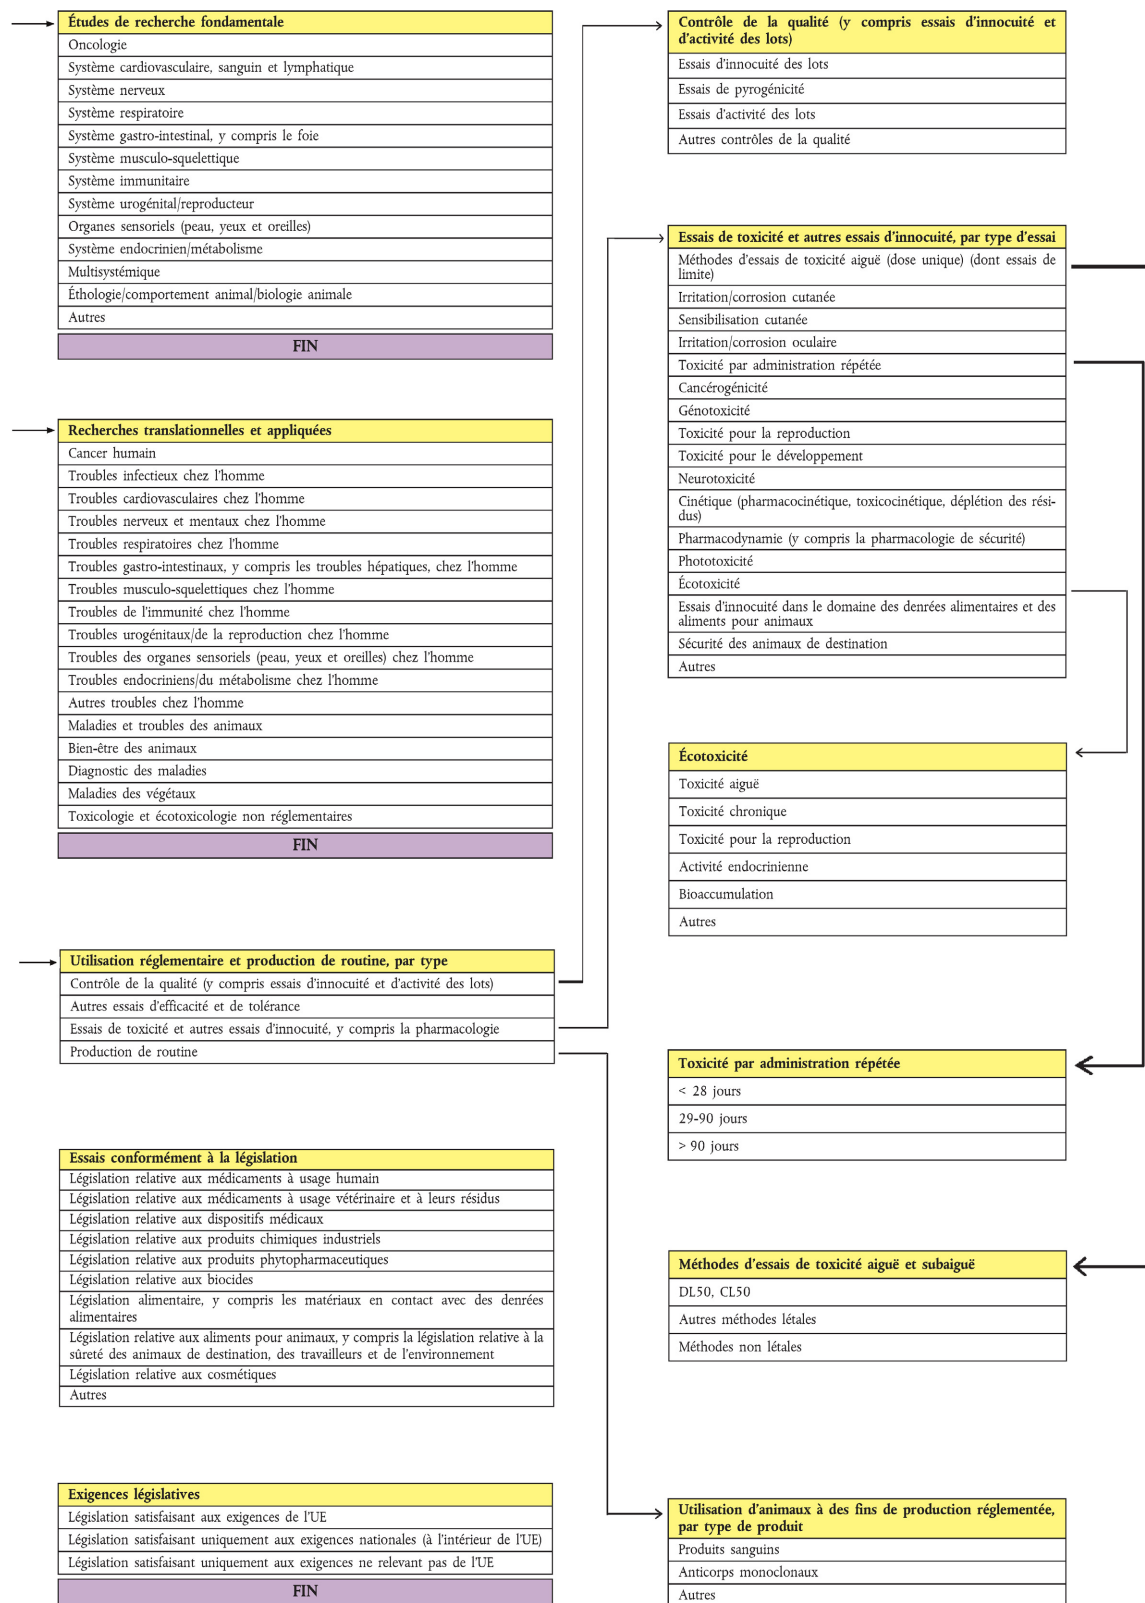 Études de recherche fondamentale
Oncologie
Système cardiovasculaire, sanguin et lymphatique
Système nerveux
Système respiratoire
Système gastro-intestinal, y compris le foie
Système musculo-squelettique
Système immunitaire
Système urogénital/reproducteur
Organes sensoriels (peau, yeux et oreilles)
Système endocrinien/métabolisme
Multisystémique
Éthologie/comportement animal/biologie animale
Autres
FIN
Recherches translationnelles et appliquées
Cancer humain
Troubles infectieux chez l'homme
Troubles cardiovasculaires chez l'homme
Troubles nerveux et mentaux chez l'homme
Troubles respiratoires chez l'homme
Troubles gastro-intestinaux, y compris les troubles hépatiques, chez l'homme
Troubles musculo-squelettiques chez l'homme
Troubles de l'immunité chez l'homme
Troubles urogénitaux/de la reproduction chez l'homme
Troubles des organes sensoriels (peau, yeux et oreilles) chez l'homme
Troubles endocriniens/du métabolisme chez l'homme
Autres troubles chez l'homme
Maladies et troubles des animaux
Bien-être des animaux
Diagnostic des maladies
Maladies des végétaux
Toxicologie et écotoxicologie non réglementaires
FIN
Utilisation réglementaire et production de routine, par type
Contrôle de la qualité (y compris essais d'innocuité et d'activité des lots)
Autres essais d'efficacité et de tolérance
Essais de toxicité et autres essais d'innocuité, y compris la pharmacologie
Production de routine
Essais conformément à la législation
Législation relative aux médicaments à usage humain
Législation relative aux médicaments à usage vétérinaire et à leurs résidus
Législation relative aux dispositifs médicaux
Législation relative aux produits chimiques industriels
Législation relative aux produits phytopharmaceutiques
Législation relative aux biocides
Législation alimentaire, y compris les matériaux en contact avec des denrées
alimentaires
Législation relative aux aliments pour animaux, y compris la législation relative à la
sûreté des animaux de destination, des travailleurs et de l'environnement
Législation relative aux cosmétiques
Autres
Exigences législatives
Législation satisfaisant aux exigences de l'UE
Législation satisfaisant uniquement aux exigences nationales (à l'intérieur de l'UE)
Législation satisfaisant uniquement aux exigences ne relevant pas de l'UE
FIN
Contrôle de la qualité (y compris essais d'innocuité et
d'activité des lots)
Essais d'innocuité des lots
Essais de pyrogénicité
Essais d'activité des lots
Autres contrôles de la qualité
Essais de toxicité et autres essais d'innocuité, par type d'essai
Méthodes d'essais de toxicité aiguë (dose unique) (dont essais de
limite)
Irritation/corrosion cutanée
Sensibilisation cutanée
Irritation/corrosion oculaire
Toxicité par administration répétée
Cancérogénicité
Génotoxicité
Toxicité pour la reproduction
Toxicité pour le développement
Neurotoxicité
Cinétique (pharmacocinétique, toxicocinétique, déplétion des rési-
dus)
Pharmacodynamie (y compris la pharmacologie de sécurité)
Phototoxicité
Écotoxicité
Essais d'innocuité dans le domaine des denrées alimentaires et des
aliments pour animaux
Sécurité des animaux de destination
Autres
Écotoxicité
Toxicité aiguë
Toxicité chronique
Toxicité pour la reproduction
Activité endocrinienne
Bioaccumulation
Autres
Toxicité par administration répétée
< 28 jours
29-90 jours
> 90 jours
Méthodes d'essais de toxicité aiguë et subaiguë
DL50, CL50
Autres méthodes létales
Méthodes non létales
Utilisation d'animaux à des fins de production réglementée,
par type de produit
Produits sanguins
Anticorps monoclonaux
Autres